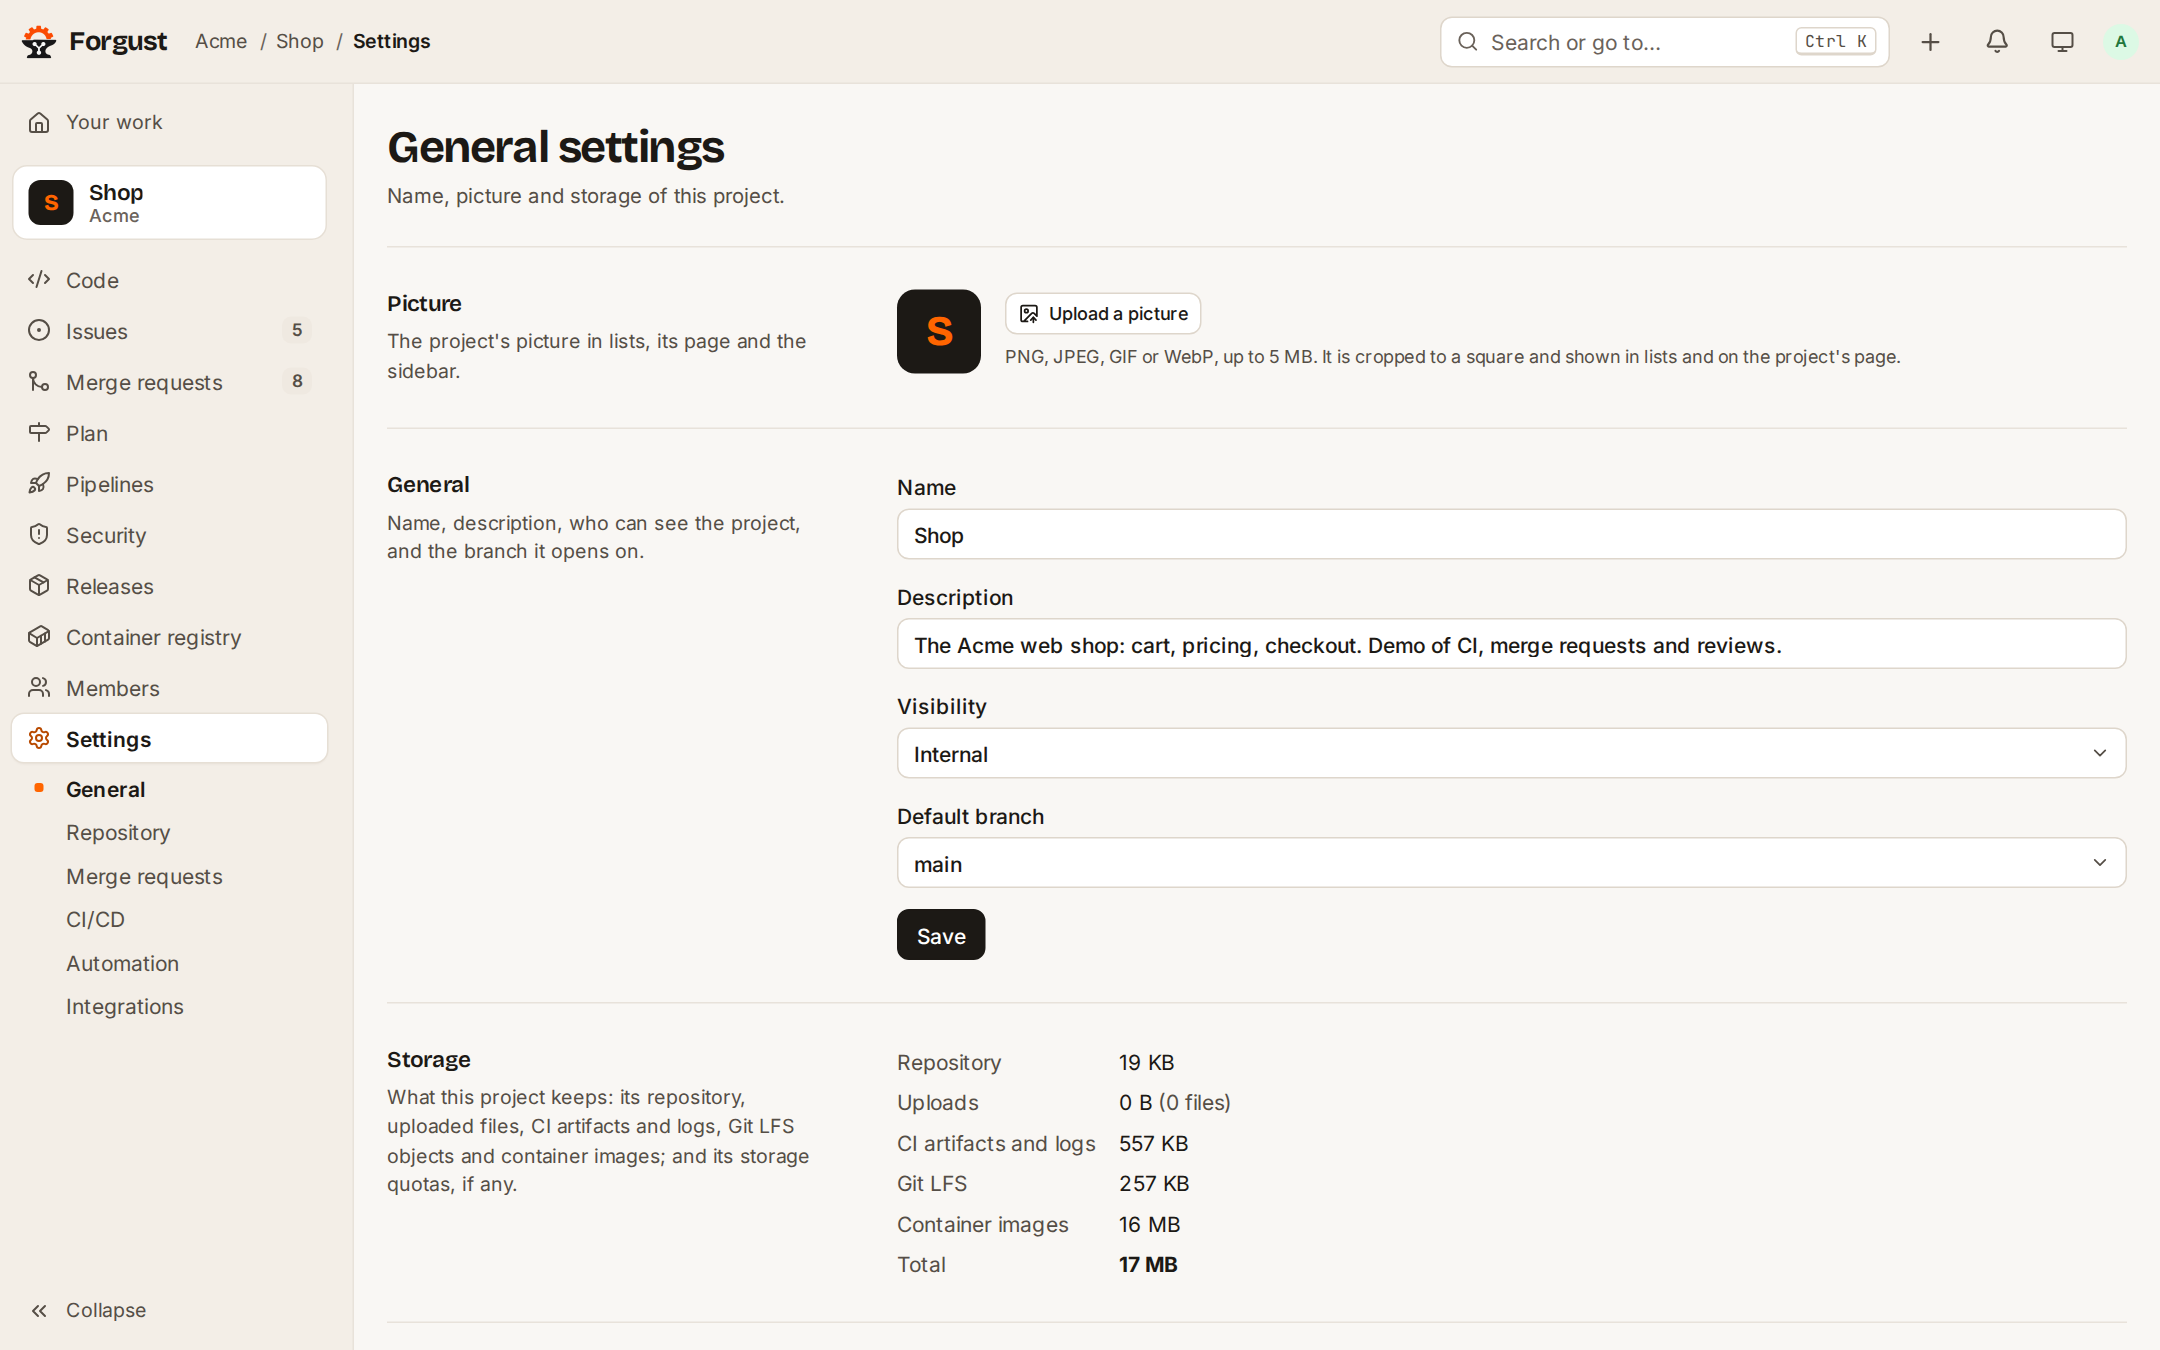 Forgust
Acme / Shop / Settings
Search or go to...
Ctrl K
A
Your work
S
Shop
Acme
Code
Issues 5
Merge requests 8
Plan
Pipelines
Security
Releases
Container registry
Members
Settings
General
Repository
Merge requests
CI/CD
Automation
Integrations
Collapse
General settings
Name, picture and storage of this project.
Picture
The project's picture in lists, its page and the
sidebar.
S
Upload a picture
PNG, JPEG, GIF or WebP, up to 5 MB. It is cropped to a square and shown in lists and on the project's page.
General
Name, description, who can see the project,
and the branch it opens on.
Name
Shop
Description
The Acme web shop: cart, pricing, checkout. Demo of CI, merge requests and reviews.
Visibility
Internal
Default branch
main
Save
Storage
What this project keeps: its repository,
uploaded files, CI artifacts and logs, Git LFS
objects and container images; and its storage
quotas, if any.
Repository 19 KB
Uploads 0 B (0 files)
CI artifacts and logs 557 KB
Git LFS 257 KB
Container images 16 MB
Total 17 MB